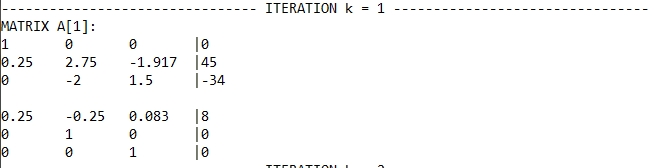 -------------------------------- ITERATION k = 1 --------------------------------
MATRIX A[1]:
1 0 0 |0
0.25 2.75 -1.917 |45
0 -2 1.5 |-34
0.25 -0.25 0.083 |8
0 1 0 |0
0 0 1 |0